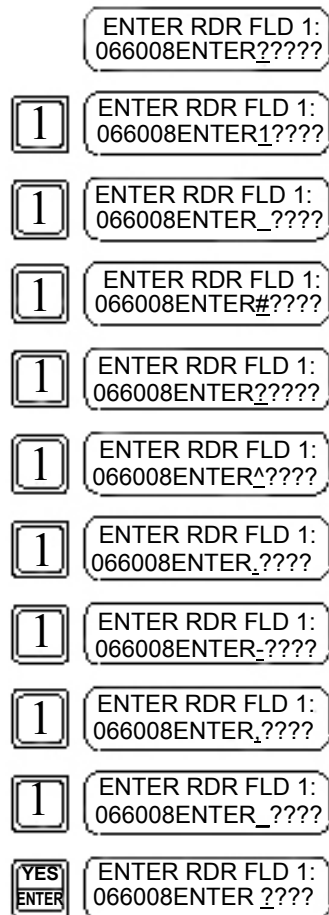 ENTER RDR FLD 1:
066008ENTER?????
1
ENTER RDR FLD 1:
066008ENTER1????
1
ENTER RDR FLD 1:
066008ENTER_????
1
ENTER RDR FLD 1:
066008ENTER#????
1
ENTER RDR FLD 1:
066008ENTER?????
1
ENTER RDR FLD 1:
066008ENTER^????
1
ENTER RDR FLD 1:
066008ENTER.????
1
ENTER RDR FLD 1:
066008ENTER-????
1
ENTER RDR FLD 1:
066008ENTER,????
1
ENTER RDR FLD 1:
066008ENTER_????
YES
ENTER
ENTER RDR FLD 1:
066008ENTER ????